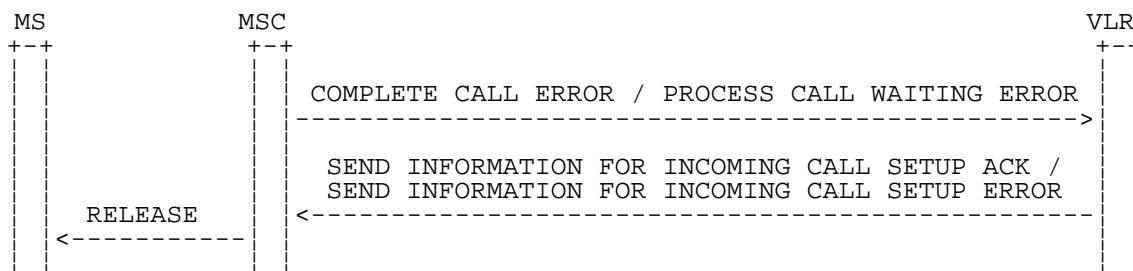 MS MSC VLR
COMPLETE CALL ERROR / PROCESS CALL WAITING ERROR
SEND INFORMATION FOR INCOMING CALL SETUP ACK /
SEND INFORMATION FOR INCOMING CALL SETUP ERROR
RELEASE